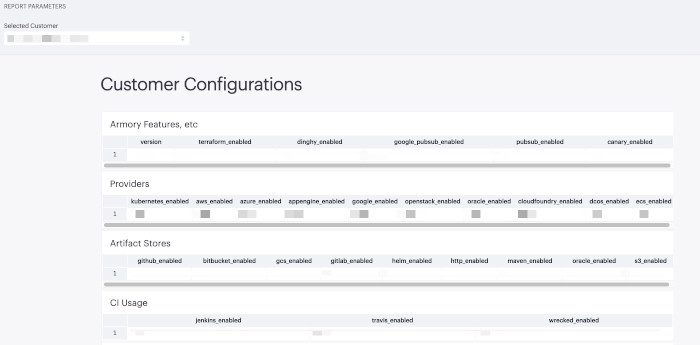 REPORT PARAMETERS
Selected Customer
Customer Configurations
Armory Features, etc
version terraform_enabled dinghy_enabled google_pubsub_enabled pubsub_enabled canary_enabled
1
Providers
kubernetes_enabled aws_enabled azure_enabled appengine_enabled google_enabled openstack_enabled oracle_enabled cloudfoundry_enabled dcos_enabled ecs_enabled
1
Artifact Stores
github_enabled bitbucket_enabled gcs_enabled gitlab_enabled helm_enabled http_enabled maven_enabled oracle_enabled s3_enabled
1
CI Usage
jenkins_enabled travis_enabled wrecked_enabled
1